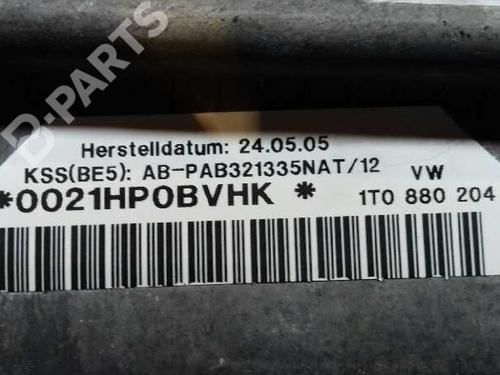 B-PARTS
Herstelldatum: 24.05.05
KSS(BE5): AB-PAB321335NAT/12 VW
*0021HP0BVHK * 1T0 880 204